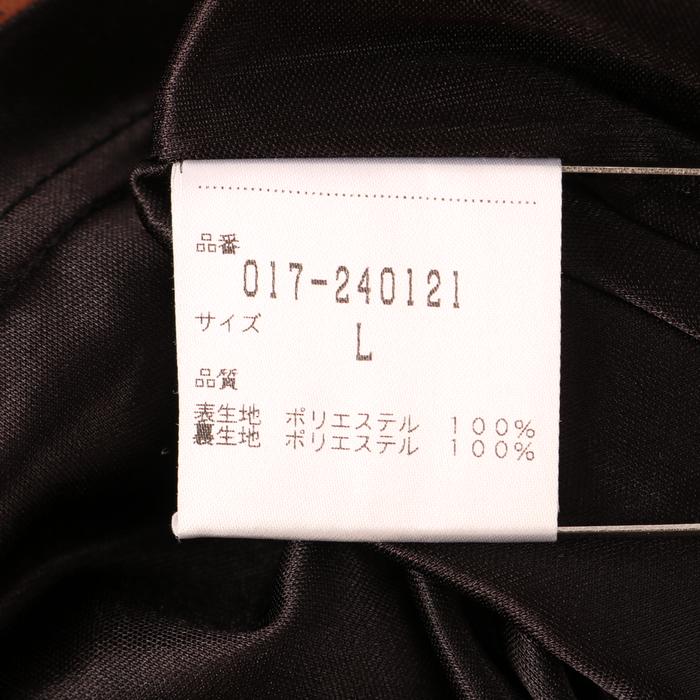 品番
017-240121
サイズ
L
品質
表生地 ポリエステル 100%
裏生地 ポリエステル 100%